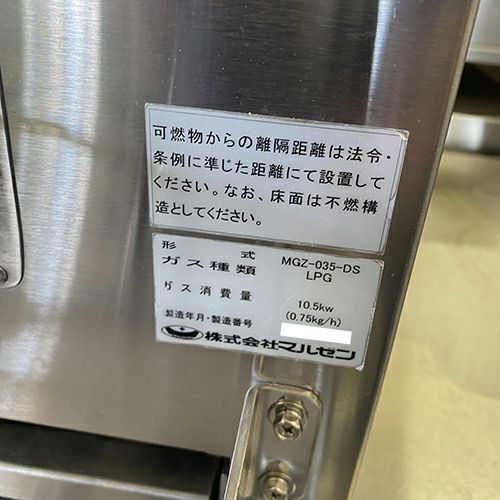 可燃物からの離隔距離は法令・
条例に準じた距離にて設置して
ください。なお、床面は不燃構
造としてください。
形　　式　MGZ-035-DS
ガス種類　LPG
ガス消費量　10.5kw
(0.75kg/h)
製造年月・製造番号
株式会社マルゼン